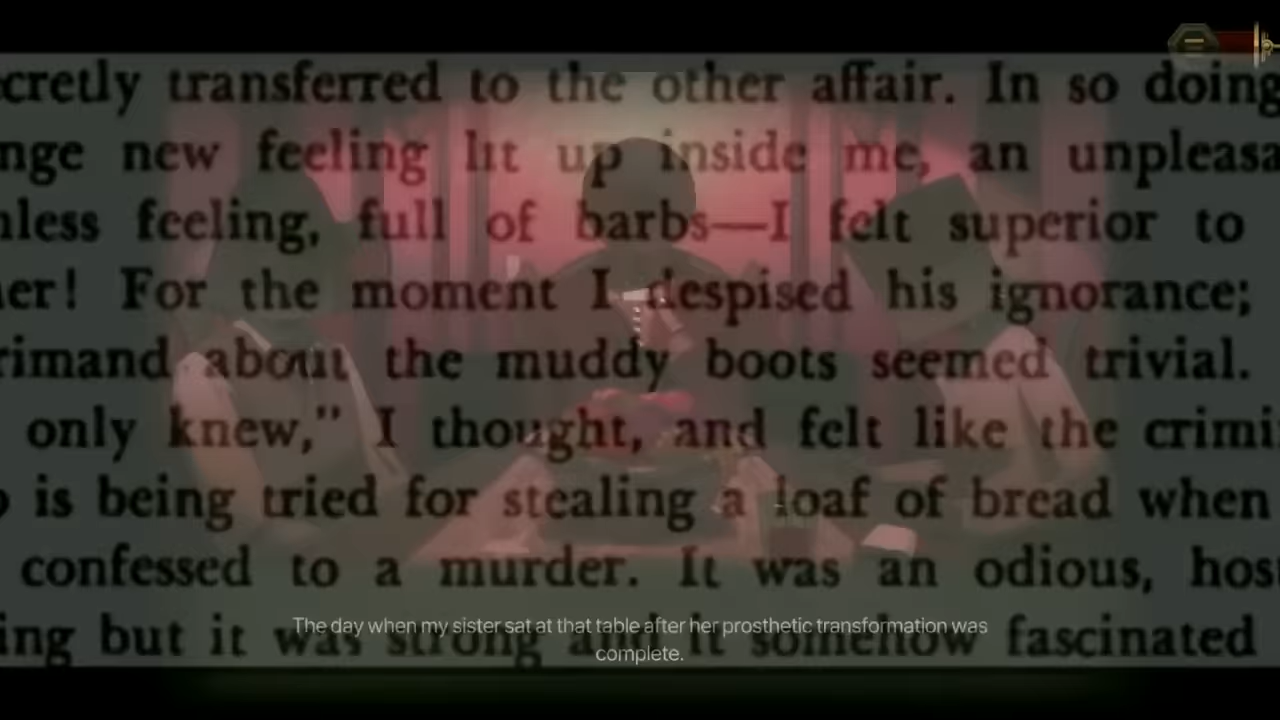 cretly transferred to the other affair. In so doing
nge new feeling lit up inside me, an unpleasa
less feeling, full of barbs—I felt superior to
er! For the moment I despised his ignorance;
rimand about the muddy boots seemed trivial.
only knew," I thought, and felt like the crimi
is being tried for stealing a loaf of bread when
confessed to a murder. It was an odious, hos
ing but it was strong a it somehow fascinated
The day when my sister sat at that table after her prosthetic transformation was
complete.